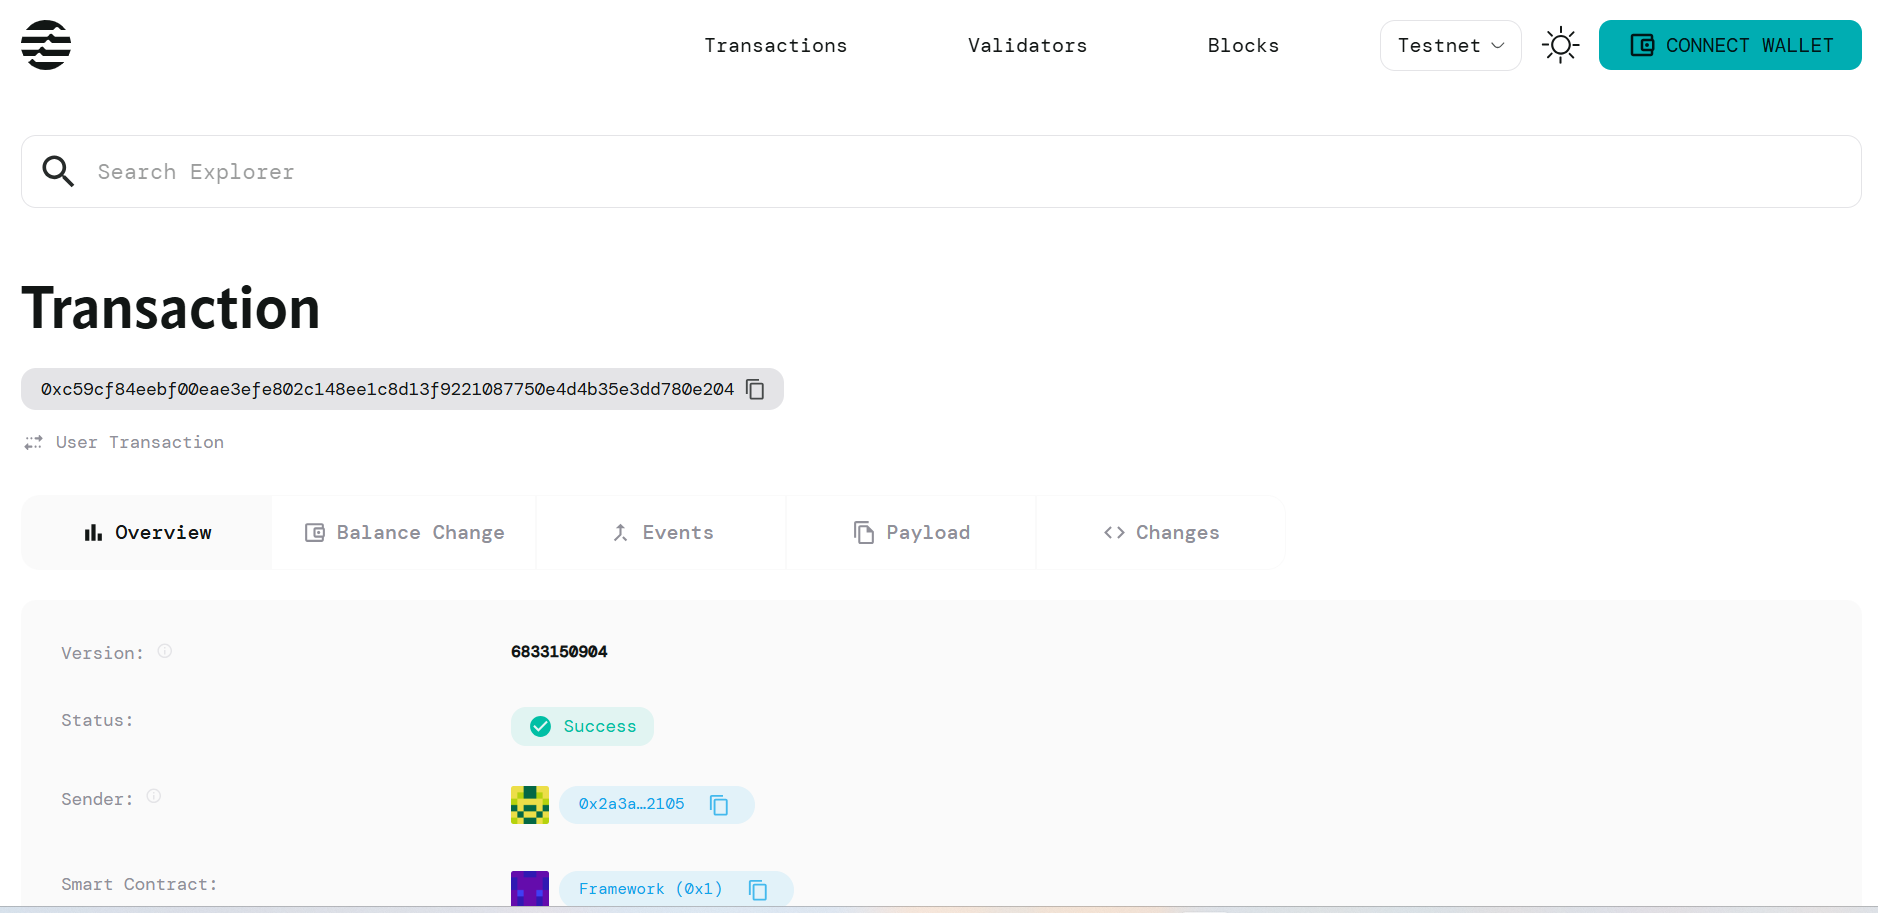 Transactions Validators Blocks Testnet CONNECT WALLET
Search Explorer
Transaction
0xc59cf84eebf00eae3efe802c148ee1c8d13f9221087750e4d4b35e3dd780e204
User Transaction
Overview Balance Change Events Payload Changes
Version: 6833150904
Status: Success
Sender: 0x2a3a…2105
Smart Contract: Framework (0x1)